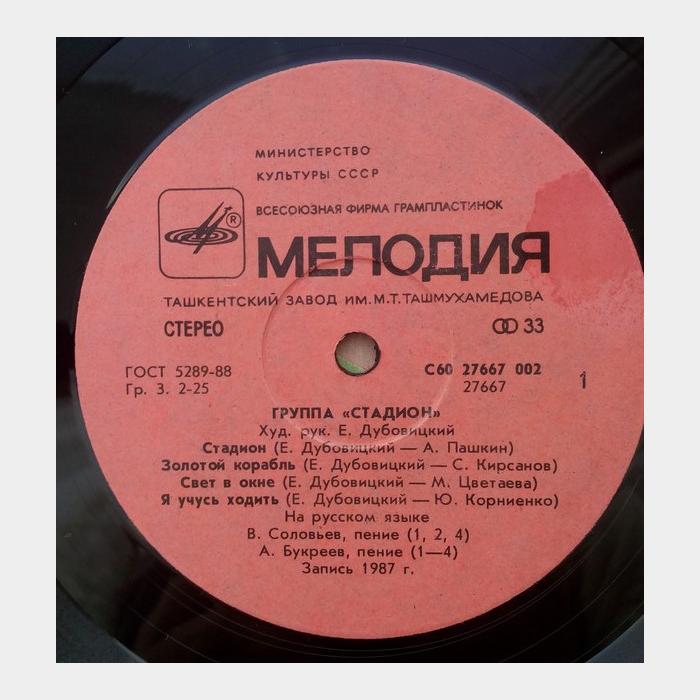 МИНИСТЕРСТВО
КУЛЬТУРЫ СССР
ВСЕСОЮЗНАЯ ФИРМА ГРАМПЛАСТИНОК
®
МЕЛОДИЯ
ТАШКЕНТСКИЙ ЗАВОД ИМ. М.Т. ТАШМУХАМЕДОВА
СТЕРЕО 33
ГОСТ 5289-88 С60 27667 002
Гр. 3. 2-25 27667 1
ГРУППА «СТАДИОН»
Худ. рук. Е. Дубовицкий
Стадион (Е. Дубовицкий — А. Пашкин)
Золотой корабль (Е. Дубовицкий — С. Кирсанов)
Свет в окне (Е. Дубовицкий — М. Цветаева)
Я учусь ходить (Е. Дубовицкий — Ю. Корниенко)
На русском языке
В. Соловьев, пение (1, 2, 4)
А. Букреев, пение (1—4)
Запись 1987 г.